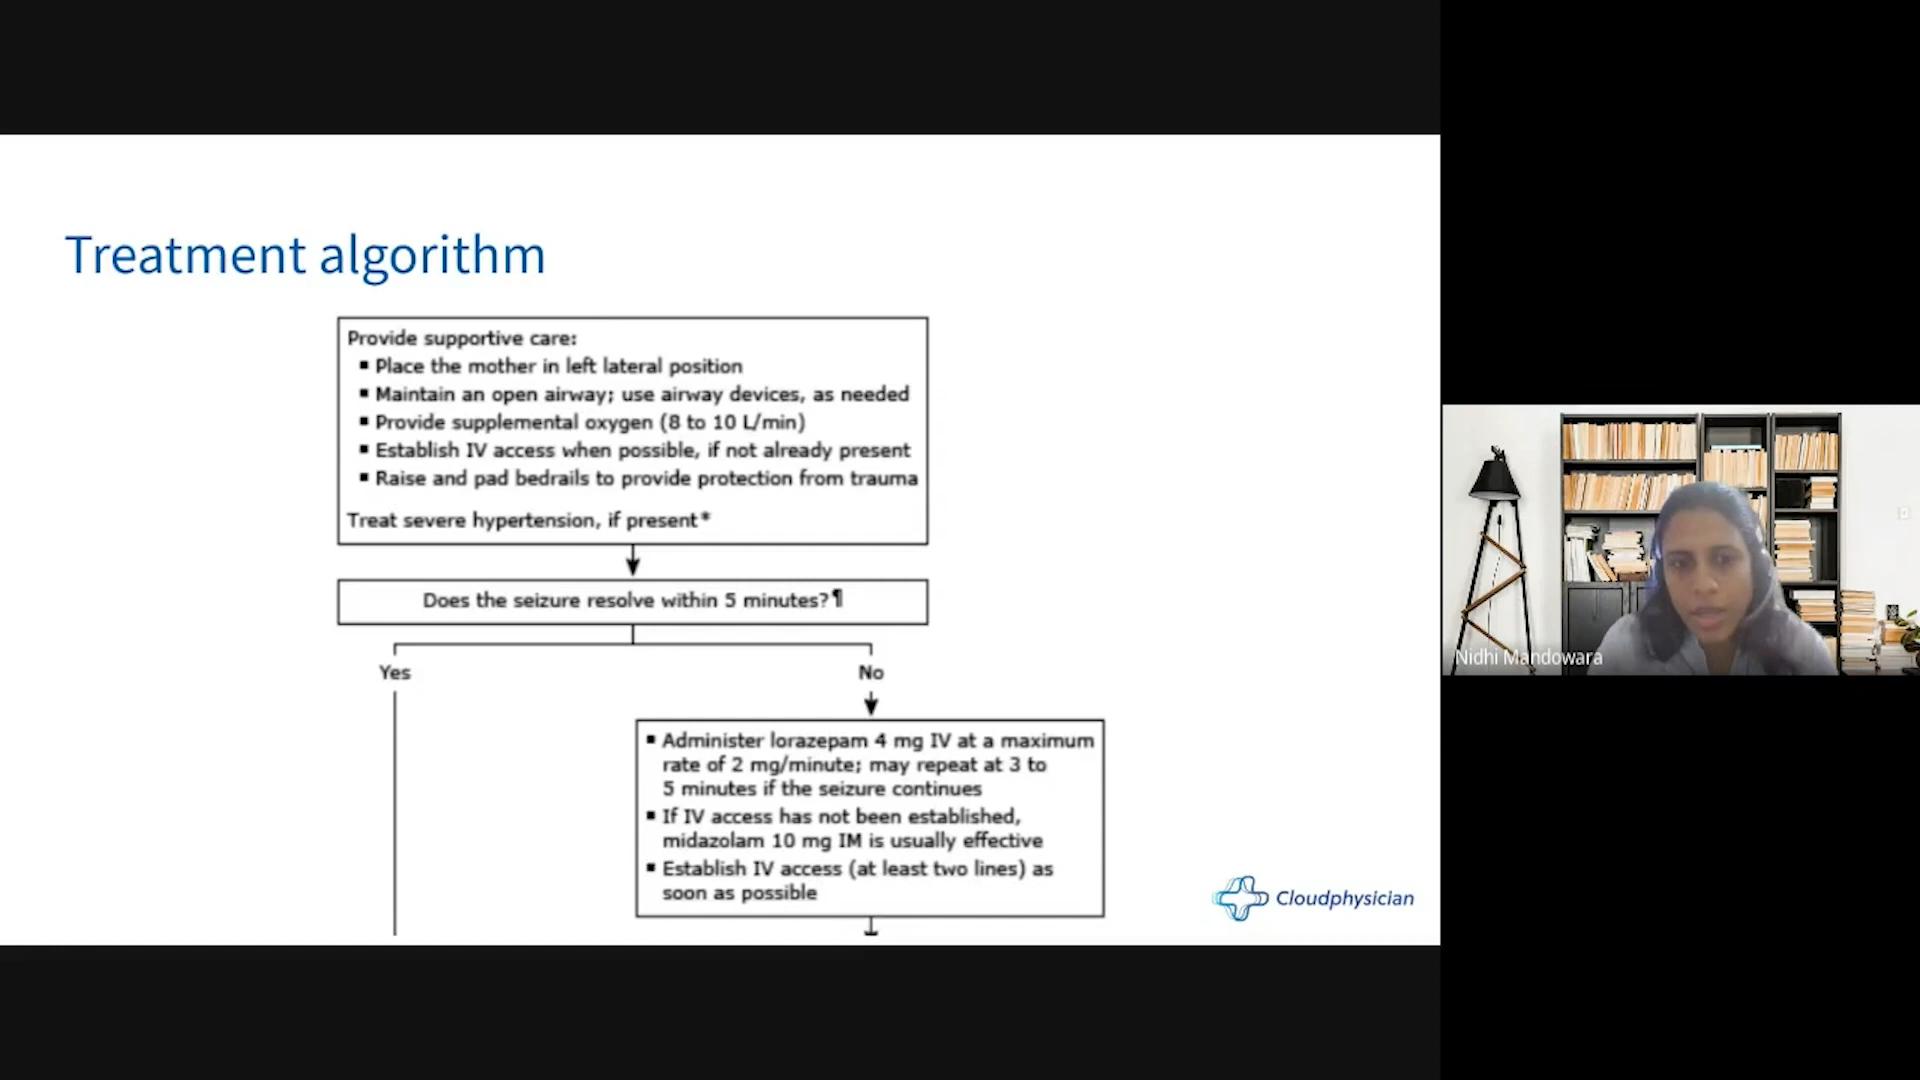 Treatment algorithm
Provide supportive care:
▪ Place the mother in left lateral position
▪ Maintain an open airway; use airway devices, as needed
▪ Provide supplemental oxygen (8 to 10 L/min)
▪ Establish IV access when possible, if not already present
▪ Raise and pad bedrails to provide protection from trauma
Treat severe hypertension, if present*
Does the seizure resolve within 5 minutes?¶
Yes
No
▪ Administer lorazepam 4 mg IV at a maximum
rate of 2 mg/minute; may repeat at 3 to
5 minutes if the seizure continues
▪ If IV access has not been established,
midazolam 10 mg IM is usually effective
▪ Establish IV access (at least two lines) as
soon as possible
Cloudphysician
Nidhi Mandowara